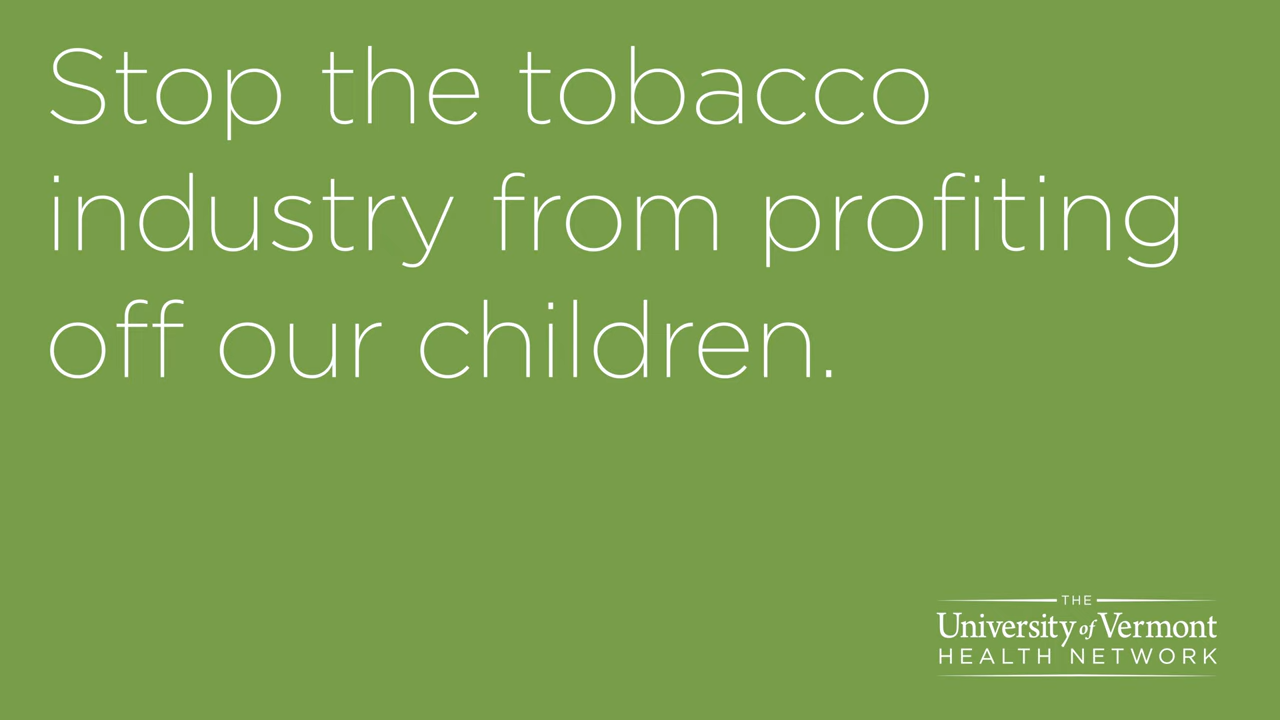 Stop the tobacco
industry from profiting
off our children.
THE
University of Vermont
HEALTH NETWORK